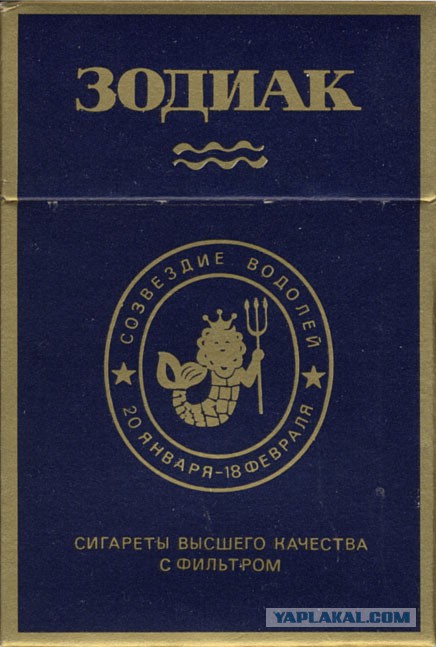 ЗОДИАК
СОЗВЕЗДИЕ ВОДОЛЕЙ
20 ЯНВАРЯ-18 ФЕВРАЛЯ
СИГАРЕТЫ ВЫСШЕГО КАЧЕСТВА
С ФИЛЬТРОМ
YAPLAKAL.COM